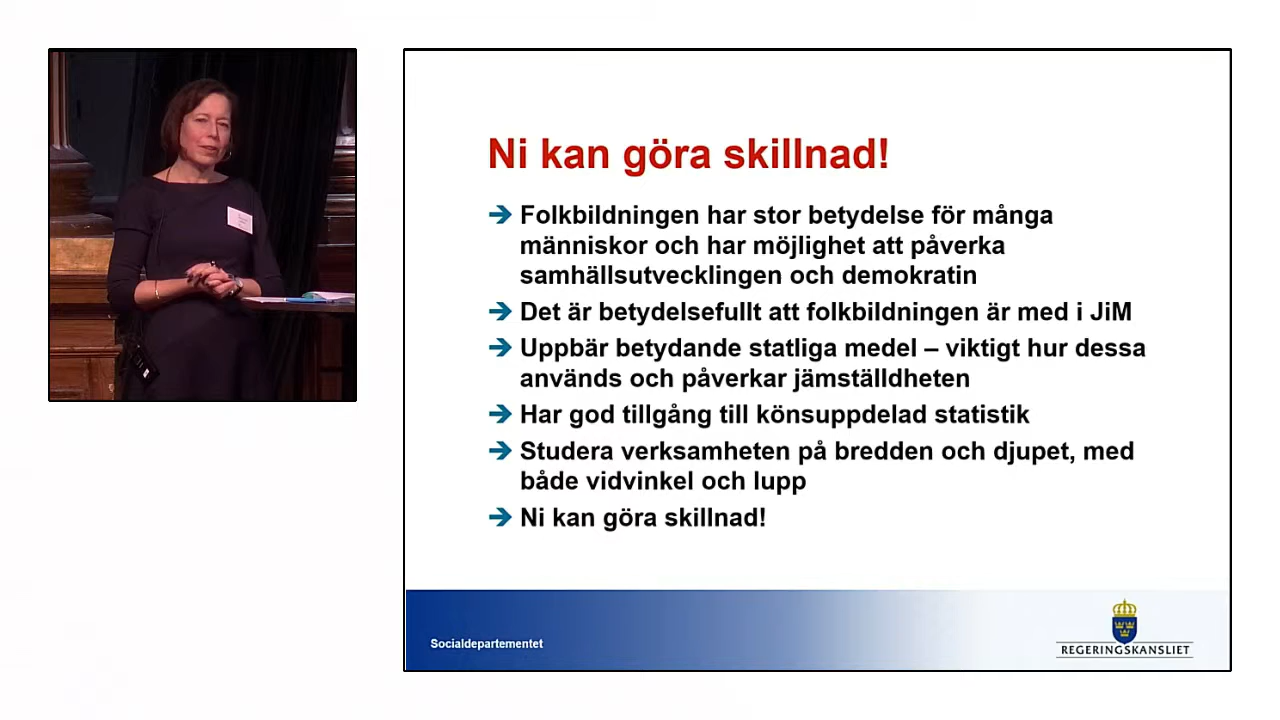 Ni kan göra skillnad!
Folkbildningen har stor betydelse för många
människor och har möjlighet att påverka
samhällsutvecklingen och demokratin
Det är betydelsefullt att folkbildningen är med i JiM
Uppbär betydande statliga medel – viktigt hur dessa
används och påverkar jämställdheten
Har god tillgång till könsuppdelad statistik
Studera verksamheten på bredden och djupet, med
både vidvinkel och lupp
Ni kan göra skillnad!
Socialdepartementet
REGERINGSKANSLIET